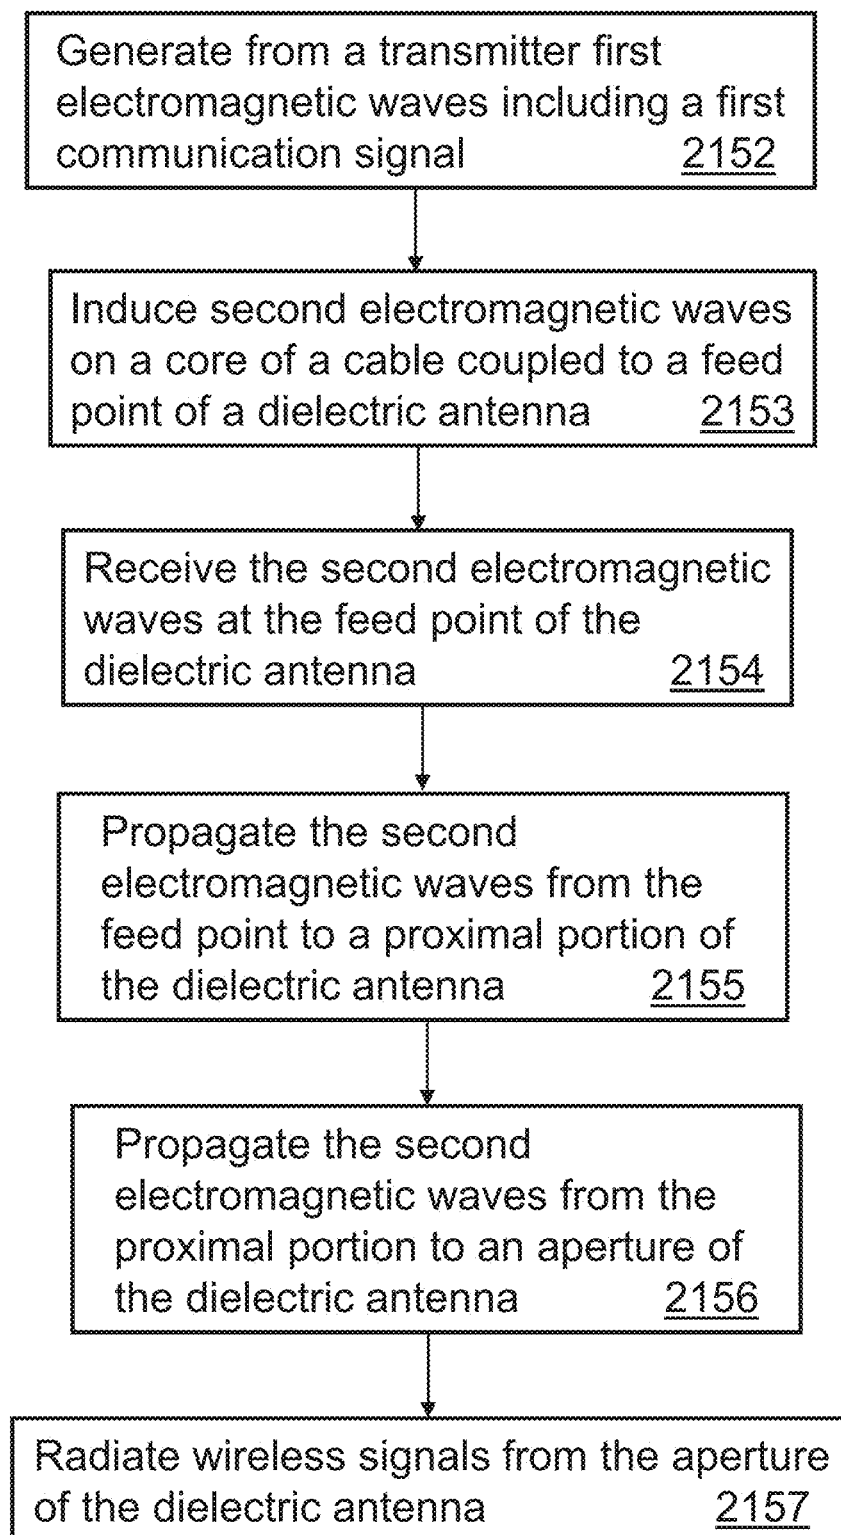 Generate from a transmitter first
electromagnetic waves including a first
communication signal 2152
Induce second electromagnetic waves
on a core of a cable coupled to a feed
point of a dielectric antenna 2153
Receive the second electromagnetic
waves at the feed point of the
dielectric antenna 2154
Propagate the second
electromagnetic waves from the
feed point to a proximal portion of
the dielectric antenna 2155
Propagate the second
electromagnetic waves from the
proximal portion to an aperture of
the dielectric antenna 2156
Radiate wireless signals from the aperture
of the dielectric antenna 2157